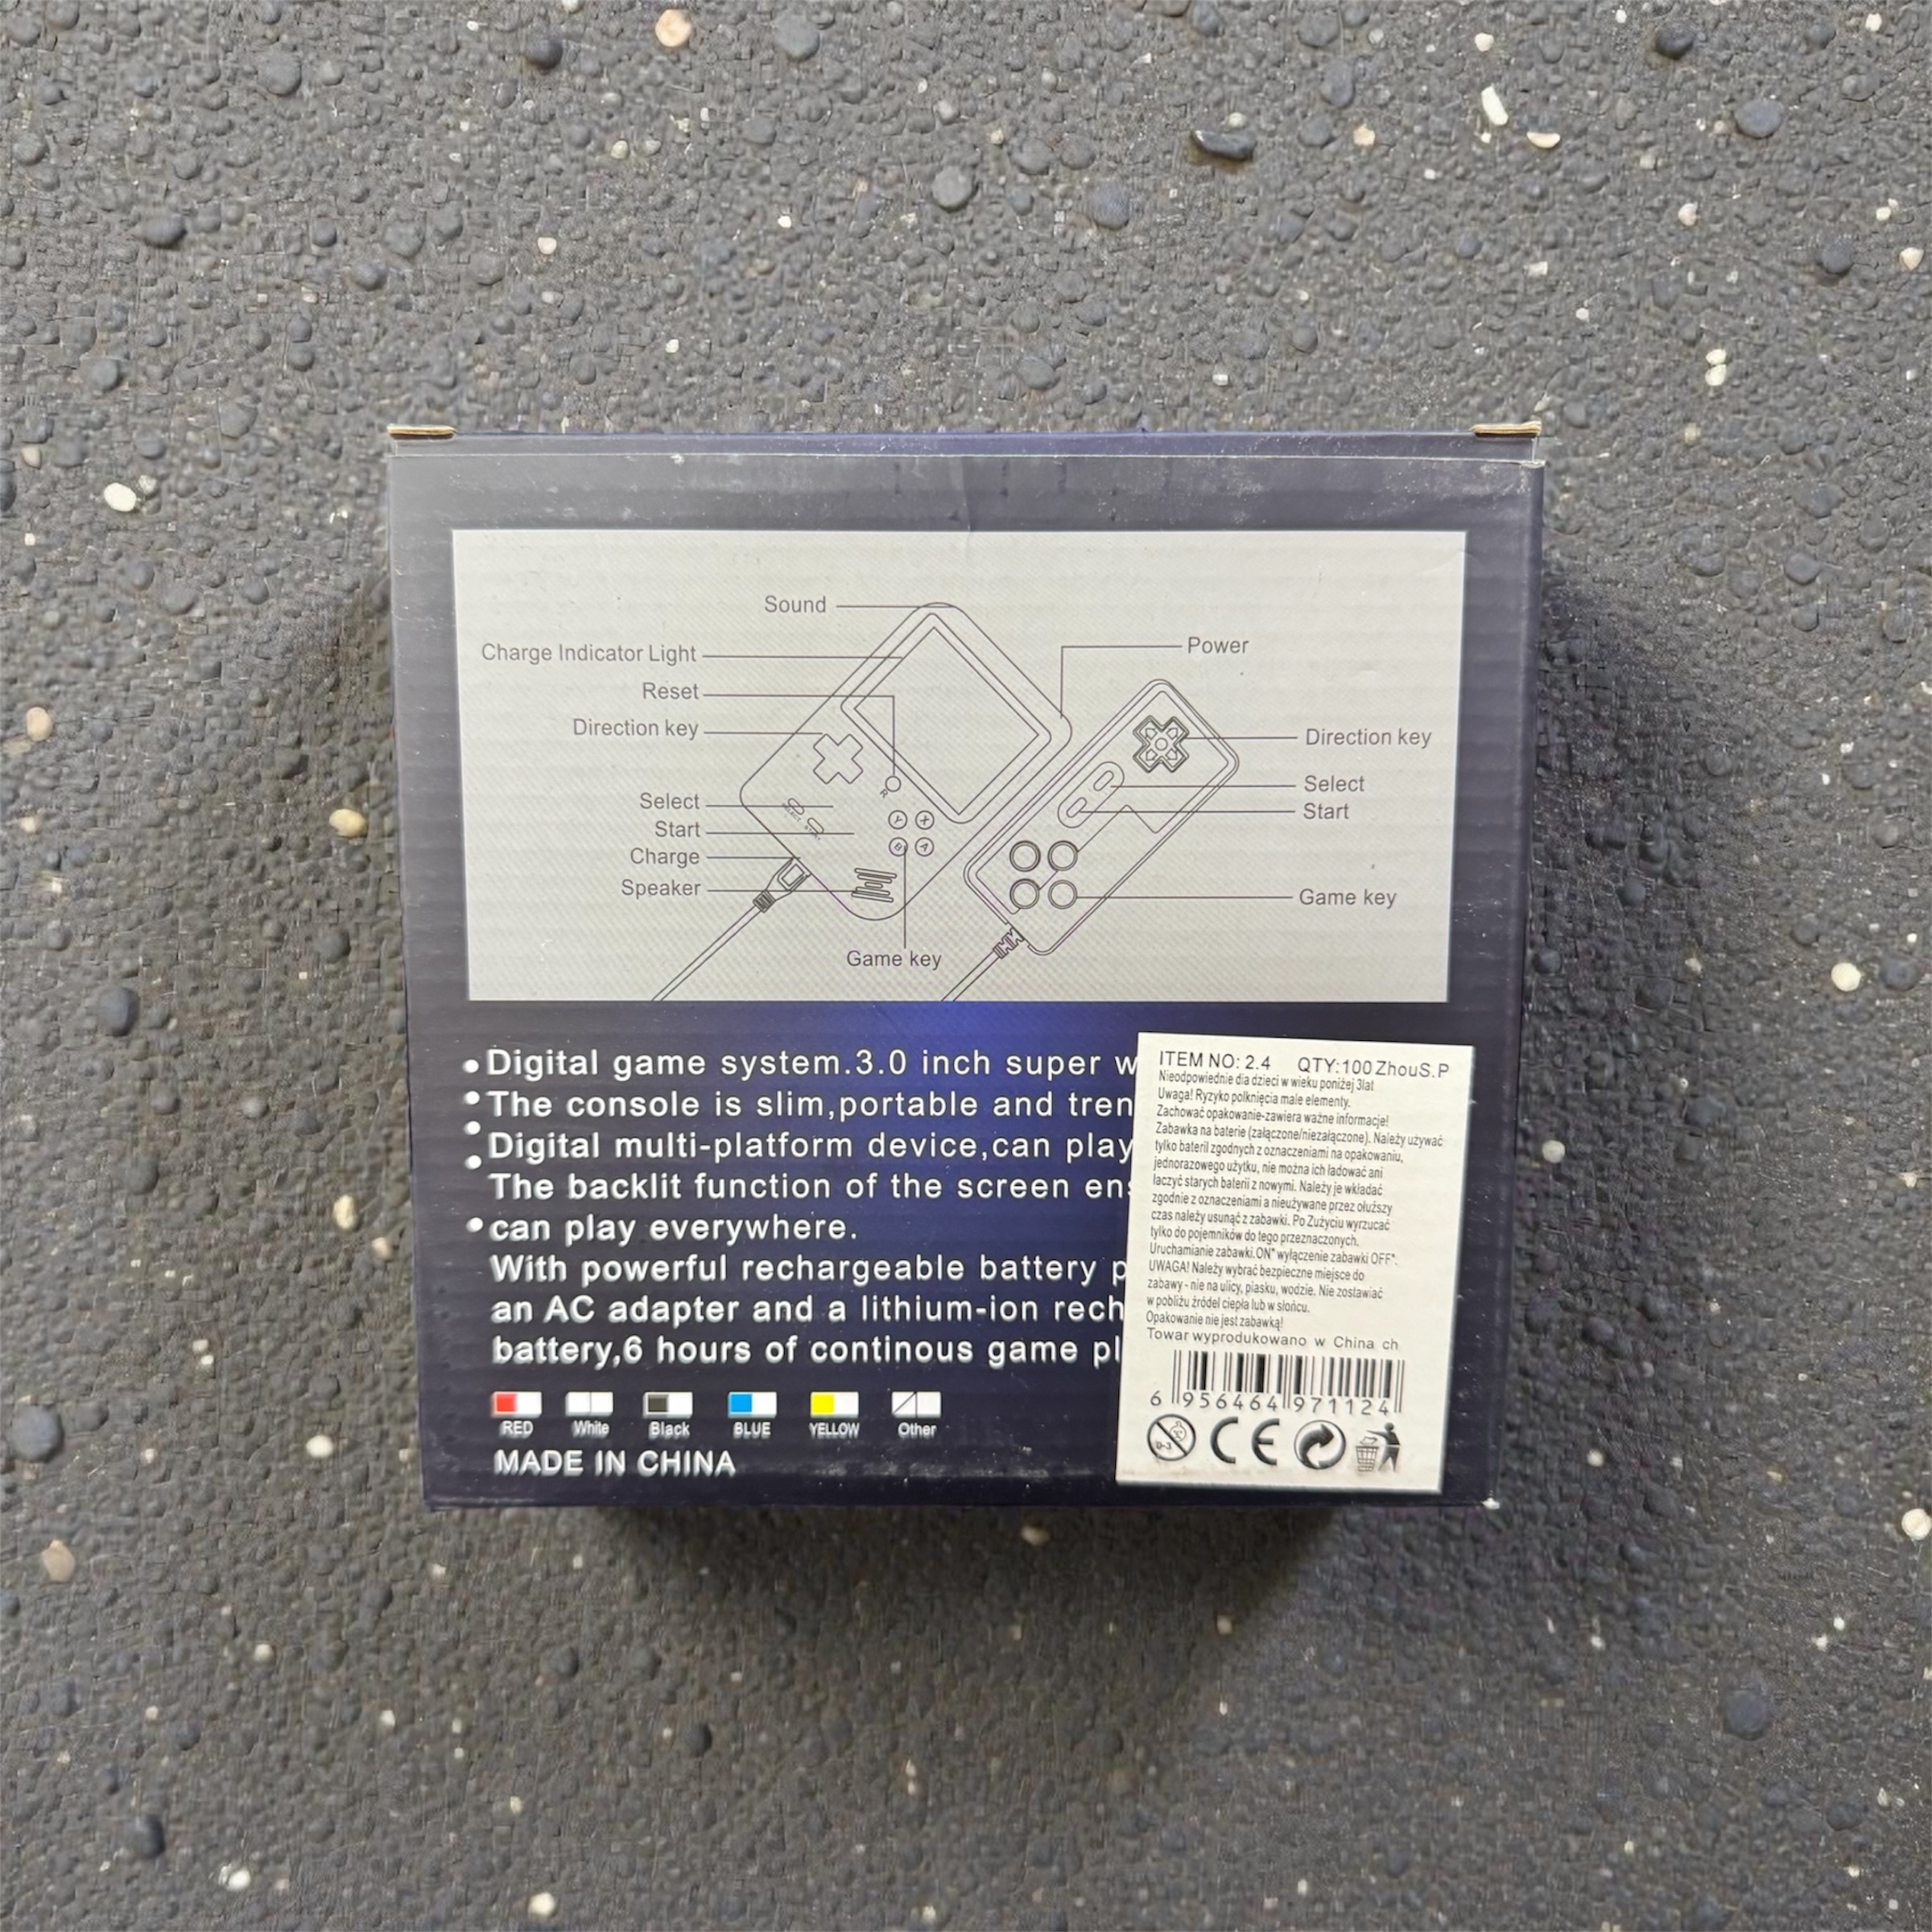 Sound
Charge Indicator Light
Power
Reset
Direction key
Direction key
Select
Start
Select
Start
Charge
Speaker
Game key
Game key
R
Y X
B A
Digital game system.3.0 inch super w
The console is slim,portable and tren
Digital multi-platform device,can play
The backlit function of the screen en
can play everywhere.
With powerful rechargeable battery p
an AC adapter and a lithium-ion rech
battery,6 hours of continous game pl
RED White Black BLUE YELLOW Other
MADE IN CHINA
ITEM NO: 2.4 QTY:100 ZhouS.P
Nieodpowiednie dla dzieci w wieku poniżej 3lat
Uwaga! Ryzyko polknięcia male elementy.
Zachować opakowanie-zawiera ważne informacje!
Zabawka na baterie (załączone/niezałączone). Należy używać
tylko baterii zgodnych z oznaczeniami na opakowaniu,
jednorazowego użytku, nie można ich ładować ani
łaczyć starych baterii z nowymi. Należy je wkładać
zgodnie z oznaczeniami a nieużywane przez ołuższy
czas należy usunąć z zabawki. Po Zużyciu wyrzucać
tylko do pojemników do tego przeznaczonych.
Uruchamianie zabawki.ON" wyłączenie zabawki OFF".
UWAGA! Należy wybrać bezpieczne miejsce do
zabawy - nie na ulicy, piasku, wodzie. Nie zostawiać
w pobliżu źródel ciepła lub w słońcu.
Opakowanie nie jest zabawką!
Towar wyprodukowano w China ch
6 956464 971124
0-3
CE